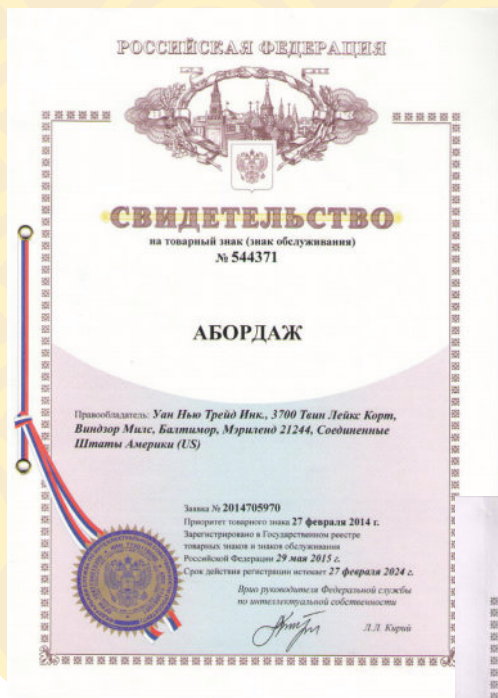 РОССИЙСКАЯ ФЕДЕРАЦИЯ
СВИДЕТЕЛЬСТВО
на товарный знак (знак обслуживания)
№ 544371
АБОРДАЖ
Правообладатель: Уан Нью Трейд Инк., 3700 Твин Лейкс Корт,
Виндзор Милс, Балтимор, Мэриленд 21244, Соединенные
Штаты Америки (US)
Заявка № 2014705970
Приоритет товарного знака 27 февраля 2014 г.
Зарегистрировано в Государственном реестре
товарных знаков и знаков обслуживания
Российской Федерации 29 мая 2015 г.
Срок действия регистрации истекает 27 февраля 2024 г.
Врио руководителя Федеральной службы
по интеллектуальной собственности
Л.Л. Кирий